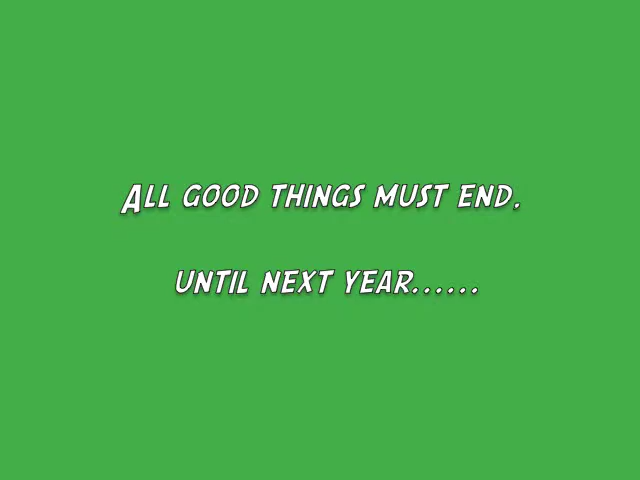 All good things must end.
until next year......